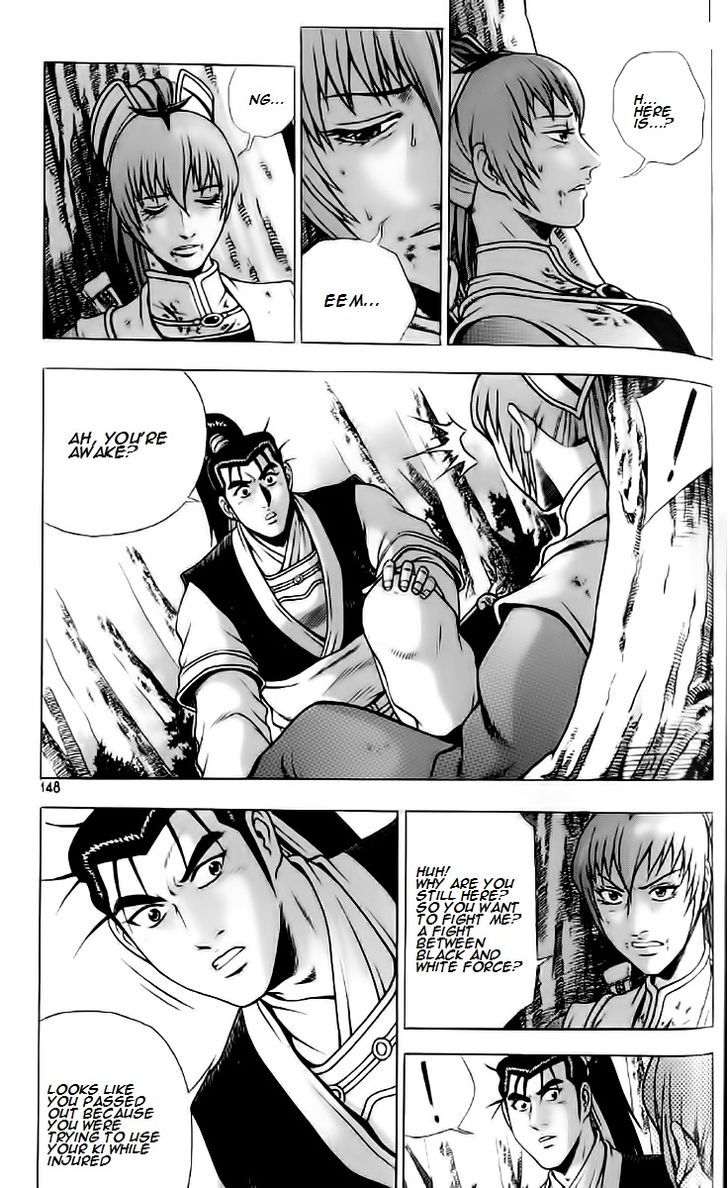 NG...
EEM...
H...
HERE
IS...?
AH, YOU'RE
AWAKE?
!
148
LOOKS LIKE
YOU PASSED
OUT BECAUSE
YOU WERE
TRYING TO USE
YOUR KI WHILE
INJURED
HUH!
WHY ARE YOU
STILL HERE?
SO YOU WANT
TO FIGHT ME?
A FIGHT
BETWEEN
BLACK AND
WHITE FORCE?
!